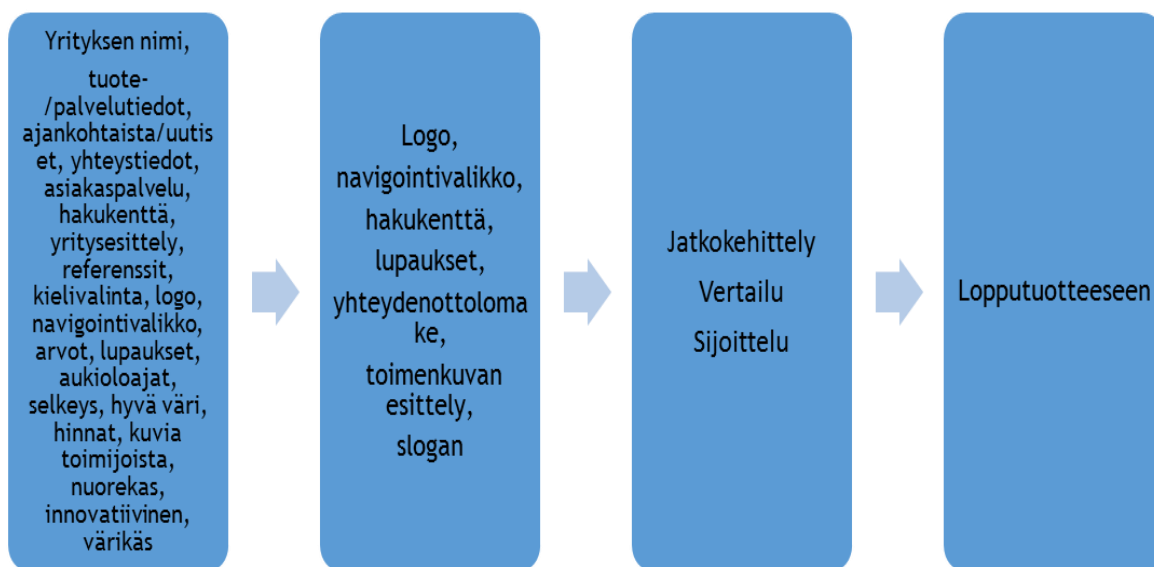 Yrityksen nimi,
tuote-
/palvelutiedot,
ajankohtaista/uutis
et, yhteystiedot,
asiakaspalvelu,
hakukenttä,
yritysesittely,
referenssit,
kielivalinta, logo,
navigointivalikko,
arvot, lupaukset,
aukioloajat,
selkeys, hyvä väri,
hinnat, kuvia
toimijoista,
nuorekas,
innovatiivinen,
värikäs
Logo,
navigointivalikko,
hakukenttä,
lupaukset,
yhteydenottoloma
ke,
toimenkuvan
esittely,
slogan
Jatkokehittely
Vertailu
Sijoittelu
Lopputuotteeseen